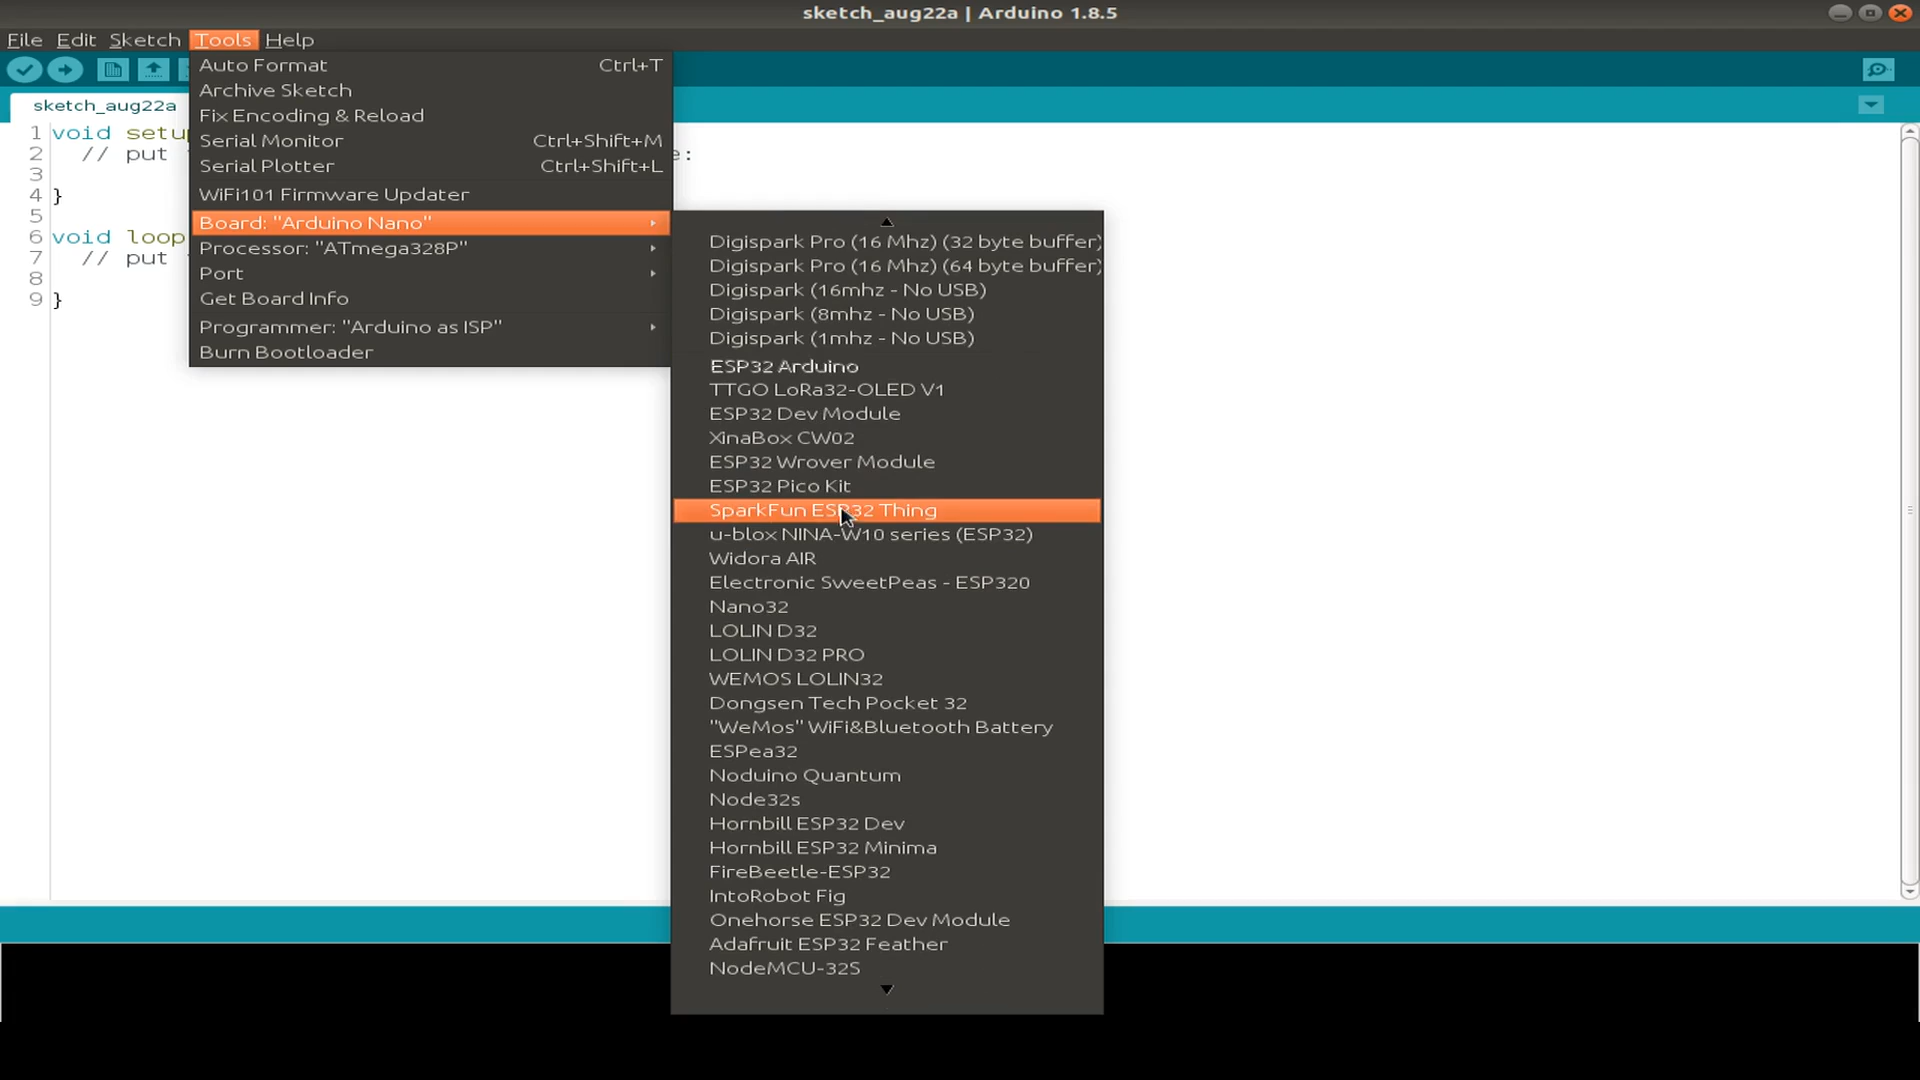 sketch_aug22a | Arduino 1.8.5
File Edit Sketch Tools Help
Auto Format Ctrl+T
Archive Sketch
Fix Encoding & Reload
Serial Monitor Ctrl+Shift+M
Serial Plotter Ctrl+Shift+L
WiFi101 Firmware Updater
Board: "Arduino Nano"
Processor: "ATmega328P"
Port
Get Board Info
Programmer: "Arduino as ISP"
Burn Bootloader
sketch_aug22a
1 void setu
2 // put e:
3
4 }
5
6 void loop
7 // put
8
9 }
Digispark Pro (16 Mhz) (32 byte buffer)
Digispark Pro (16 Mhz) (64 byte buffer)
Digispark (16mhz - No USB)
Digispark (8mhz - No USB)
Digispark (1mhz - No USB)
ESP32 Arduino
TTGO LoRa32-OLED V1
ESP32 Dev Module
XinaBox CW02
ESP32 Wrover Module
ESP32 Pico Kit
SparkFun ESP32 Thing
u-blox NINA-W10 series (ESP32)
Widora AIR
Electronic SweetPeas - ESP320
Nano32
LOLIN D32
LOLIN D32 PRO
WEMOS LOLIN32
Dongsen Tech Pocket 32
"WeMos" WiFi&Bluetooth Battery
ESPea32
Noduino Quantum
Node32s
Hornbill ESP32 Dev
Hornbill ESP32 Minima
FireBeetle-ESP32
IntoRobot Fig
Onehorse ESP32 Dev Module
Adafruit ESP32 Feather
NodeMCU-32S